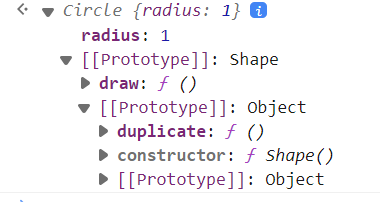 Circle {radius: 1} i
radius: 1
[[Prototype]]: Shape
draw: ƒ ()
[[Prototype]]: Object
duplicate: ƒ ()
constructor: ƒ Shape()
[[Prototype]]: Object